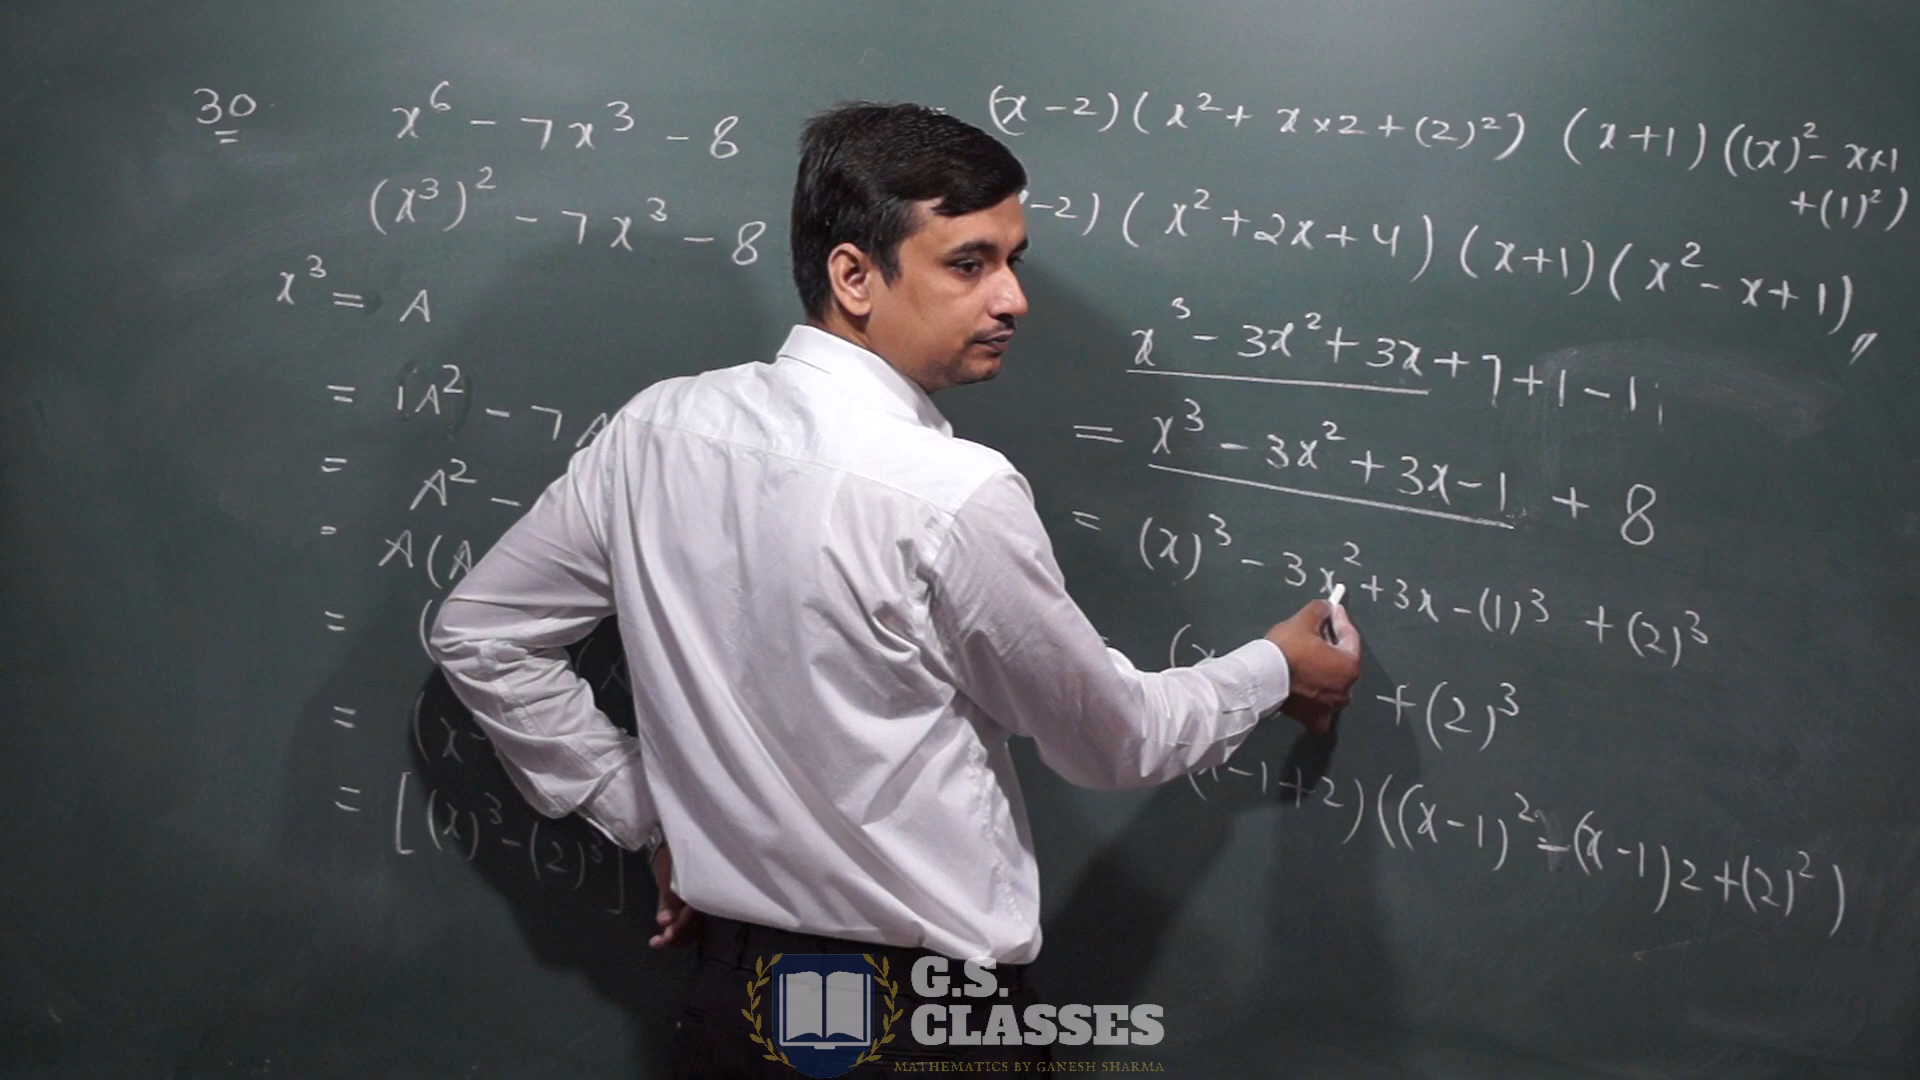 30
x⁶ - 7x³ - 8
(x³)² - 7x³ - 8
x³ = A
= 1A² - 7A
= A² -
= A(A
= (
= (x-
= [(x)³ - (2)³]
= (x-2)(x² + x×2 + (2)²) (x+1)((x)² - x×1
+(1)²)
-2) (x² + 2x + 4) (x+1)(x² - x + 1)〃
x³ - 3x² + 3x + 7 + 1 - 1;
= x³ - 3x² + 3x - 1 + 8
= (x)³ - 3x² + 3x - (1)³ + (2)³
= (x + (2)³
(x-1+2)((x-1)² - (x-1)2 + (2)²)
G.S.
CLASSES
MATHEMATICS BY GANESH SHARMA